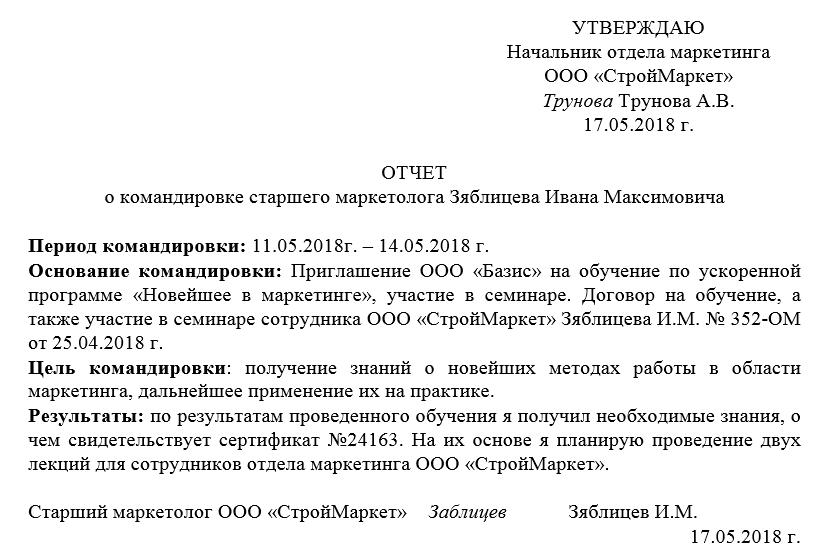 УТВЕРЖДАЮ
Начальник отдела маркетинга
ООО «СтройМаркет»
Трунова Трунова А.В.
17.05.2018 г.
ОТЧЕТ
о командировке старшего маркетолога Зяблицева Ивана Максимовича
Период командировки: 11.05.2018г. – 14.05.2018 г.
Основание командировки: Приглашение ООО «Базис» на обучение по ускоренной
программе «Новейшее в маркетинге», участие в семинаре. Договор на обучение, а
также участие в семинаре сотрудника ООО «СтройМаркет» Зяблицева И.М. № 352-ОМ
от 25.04.2018 г.
Цель командировки: получение знаний о новейших методах работы в области
маркетинга, дальнейшее применение их на практике.
Результаты: по результатам проведенного обучения я получил необходимые знания, о
чем свидетельствует сертификат №24163. На их основе я планирую проведение двух
лекций для сотрудников отдела маркетинга ООО «СтройМаркет».
Старший маркетолог ООО «СтройМаркет» Заблицев Зяблицев И.М.
17.05.2018 г.